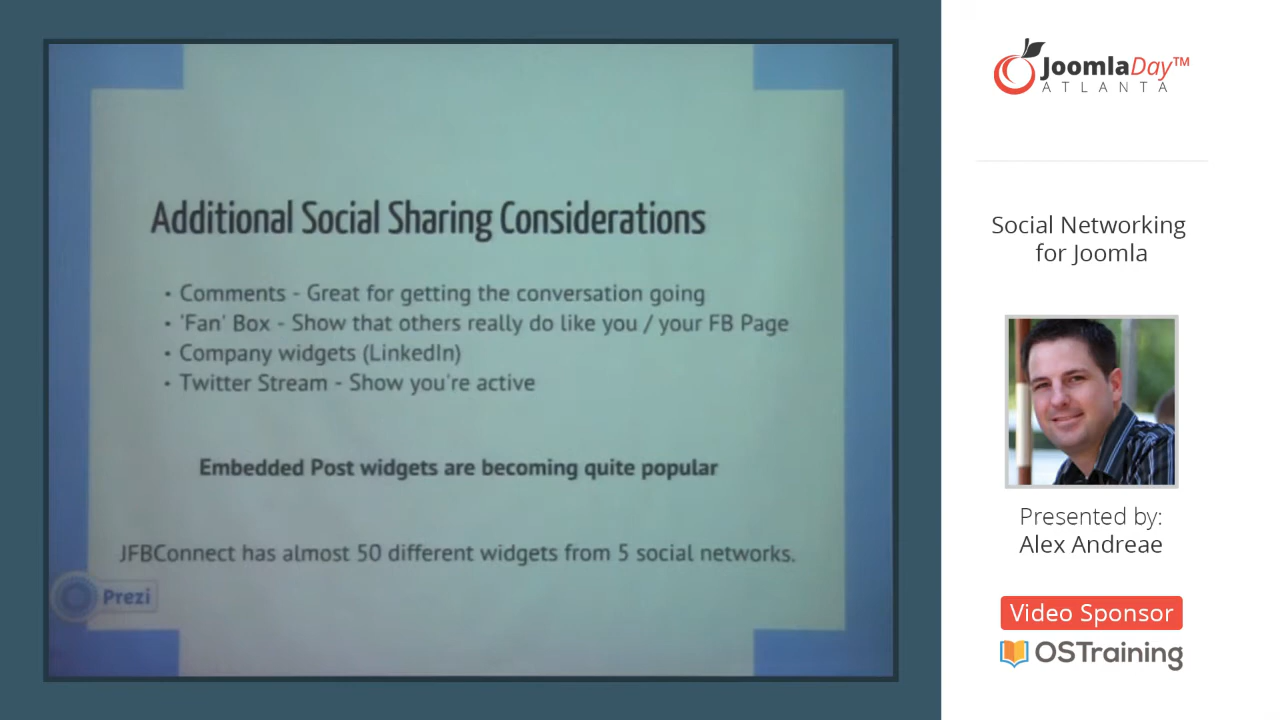 Additional Social Sharing Considerations
• Comments - Great for getting the conversation going
• 'Fan' Box - Show that others really do like you / your FB Page
• Company widgets (LinkedIn)
• Twitter Stream - Show you're active
Embedded Post widgets are becoming quite popular
JFBConnect has almost 50 different widgets from 5 social networks.
Prezi
JoomlaDay™
ATLANTA
Social Networking
for Joomla
Presented by:
Alex Andreae
Video Sponsor
OSTraining